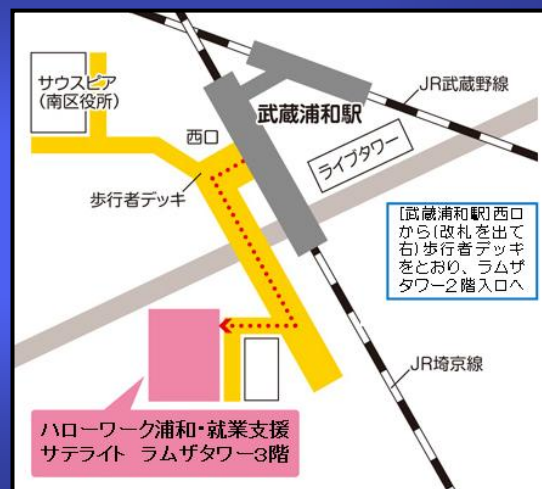 サウスピア
(南区役所)
西口
武蔵浦和駅
JR武蔵野線
ライブタワー
歩行者デッキ
[武蔵浦和駅]西口
から(改札を出て
右)歩行者デッキ
をとおり、ラムザ
タワー2階入口へ
JR埼京線
ハローワーク浦和・就業支援
サテライト ラムザタワー3階